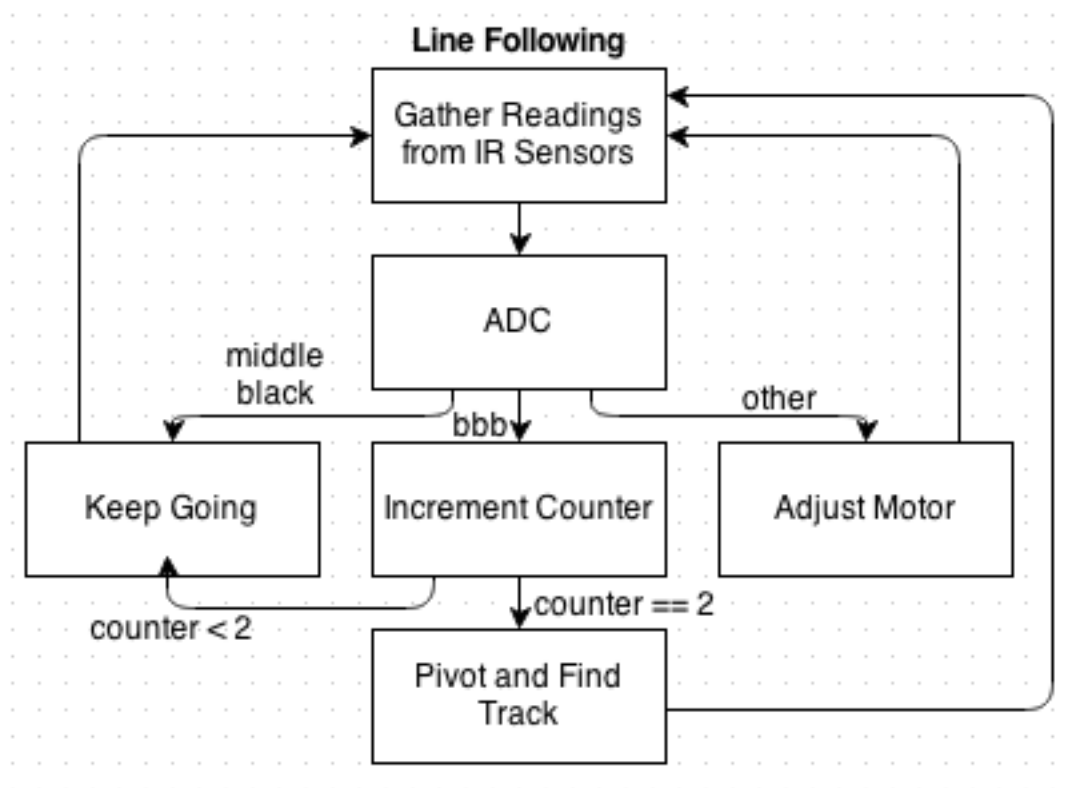 Line Following
Gather Readings
from IR Sensors
ADC
middle
black
bbb
other
Keep Going
Increment Counter
Adjust Motor
counter < 2
counter == 2
Pivot and Find
Track